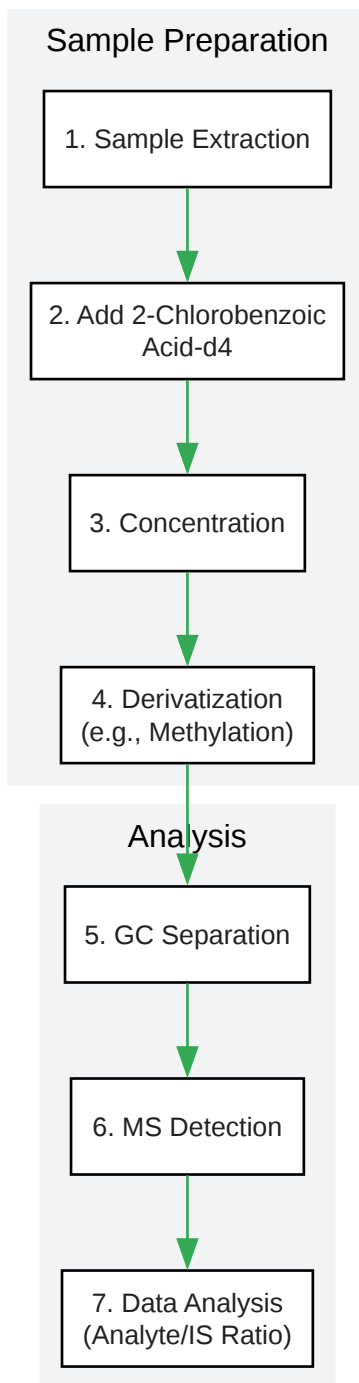 Sample Preparation
1. Sample Extraction
2. Add 2-Chlorobenzoic
Acid-d4
3. Concentration
4. Derivatization
(e.g., Methylation)
Analysis
5. GC Separation
6. MS Detection
7. Data Analysis
(Analyte/IS Ratio)